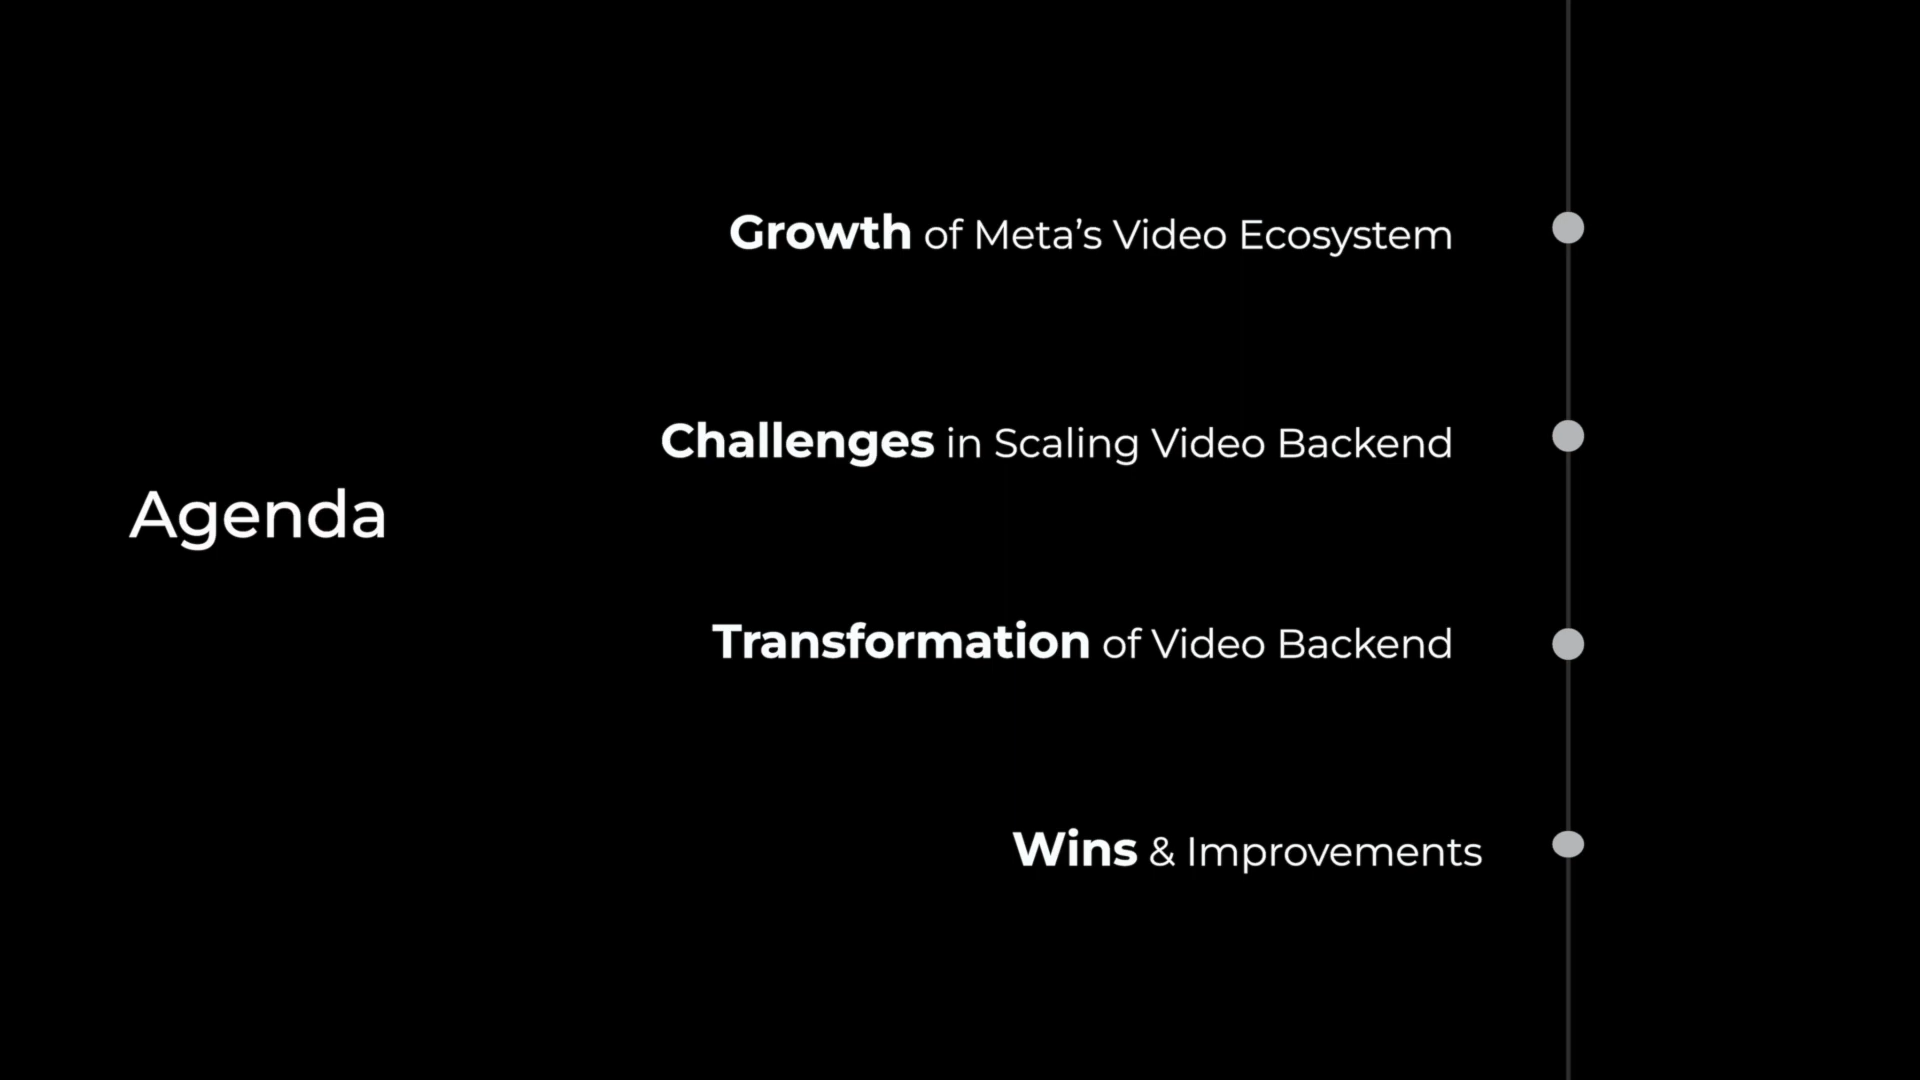 Agenda
Growth of Meta’s Video Ecosystem
Challenges in Scaling Video Backend
Transformation of Video Backend
Wins & Improvements